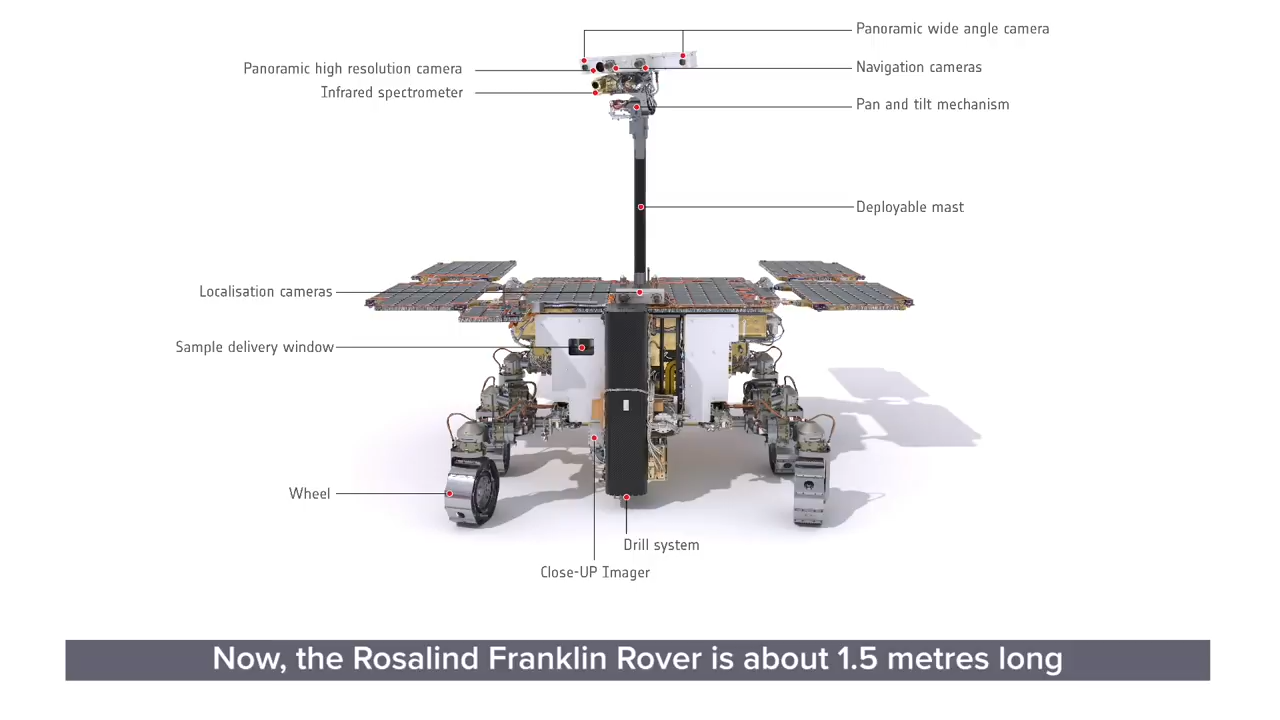 Panoramic wide angle camera
Panoramic high resolution camera
Navigation cameras
Infrared spectrometer
Pan and tilt mechanism
Deployable mast
Localisation cameras
Sample delivery window
Wheel
Drill system
Close-UP Imager
Now, the Rosalind Franklin Rover is about 1.5 metres long